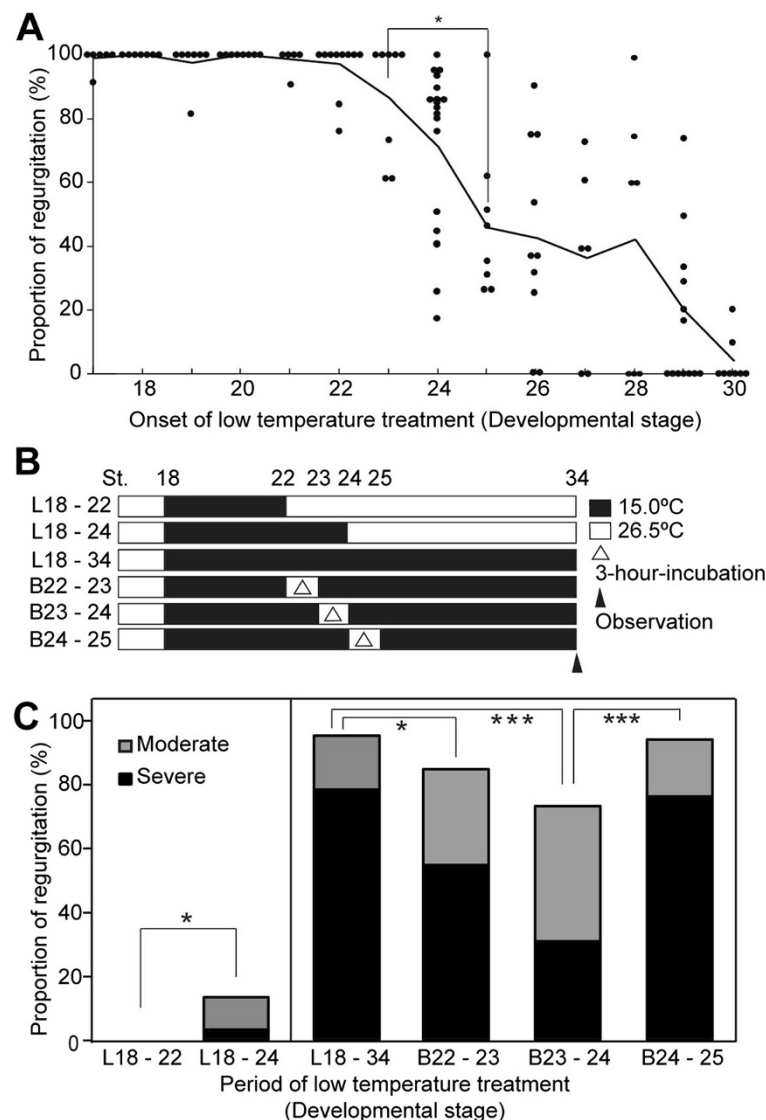 A
*
Proportion of regurgitation (%)
100
80
60
40
20
0
18 20 22 24 26 28 30
Onset of low temperature treatment (Developmental stage)
B
St. 18 22 23 24 25 34
L18 - 22
L18 - 24
L18 - 34
B22 - 23
B23 - 24
B24 - 25
15.0ºC
26.5ºC
3-hour-incubation
Observation
C
Proportion of regurgitation (%)
100
80
60
40
20
0
Moderate
Severe
*
* *** ***
L18 - 22 L18 - 24 L18 - 34 B22 - 23 B23 - 24 B24 - 25
Period of low temperature treatment
(Developmental stage)